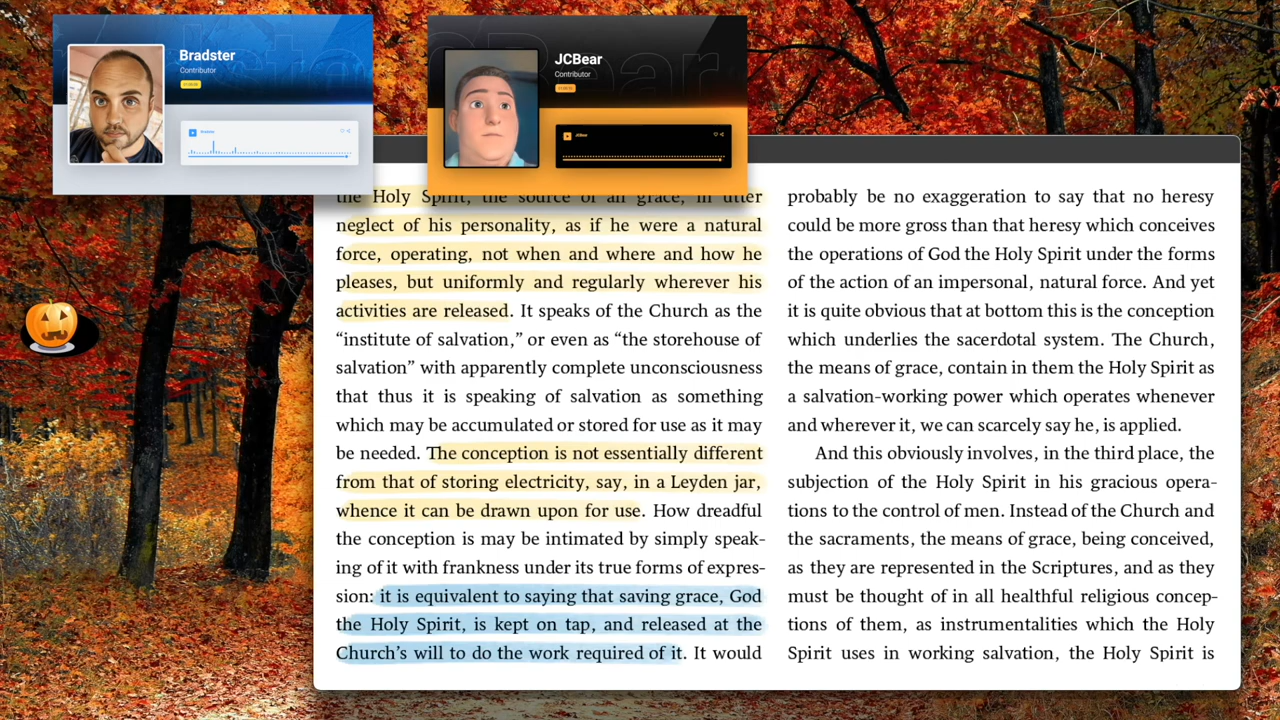 Bradster
Contributor
Bradster
JCBear
Contributor
JCBear
the Holy Spirit, the source of all grace, in utter
neglect of his personality, as if he were a natural
force, operating, not when and where and how he
pleases, but uniformly and regularly wherever his
activities are released. It speaks of the Church as the
“institute of salvation,” or even as “the storehouse of
salvation” with apparently complete unconsciousness
that thus it is speaking of salvation as something
which may be accumulated or stored for use as it may
be needed. The conception is not essentially different
from that of storing electricity, say, in a Leyden jar,
whence it can be drawn upon for use. How dreadful
the conception is may be intimated by simply speak-
ing of it with frankness under its true forms of expres-
sion: it is equivalent to saying that saving grace, God
the Holy Spirit, is kept on tap, and released at the
Church’s will to do the work required of it. It would
probably be no exaggeration to say that no heresy
could be more gross than that heresy which conceives
the operations of God the Holy Spirit under the forms
of the action of an impersonal, natural force. And yet
it is quite obvious that at bottom this is the conception
which underlies the sacerdotal system. The Church,
the means of grace, contain in them the Holy Spirit as
a salvation-working power which operates whenever
and wherever it, we can scarcely say he, is applied.
And this obviously involves, in the third place, the
subjection of the Holy Spirit in his gracious opera-
tions to the control of men. Instead of the Church and
the sacraments, the means of grace, being conceived,
as they are represented in the Scriptures, and as they
must be thought of in all healthful religious concep-
tions of them, as instrumentalities which the Holy
Spirit uses in working salvation, the Holy Spirit is